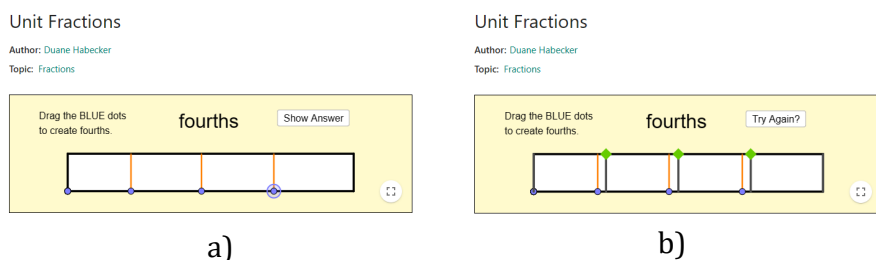 Unit Fractions
Author: Duane Habecker
Topic: Fractions
Drag the BLUE dots
to create fourths.
fourths
Show Answer
a)
Unit Fractions
Author: Duane Habecker
Topic: Fractions
Drag the BLUE dots
to create fourths.
fourths
Try Again?
b)